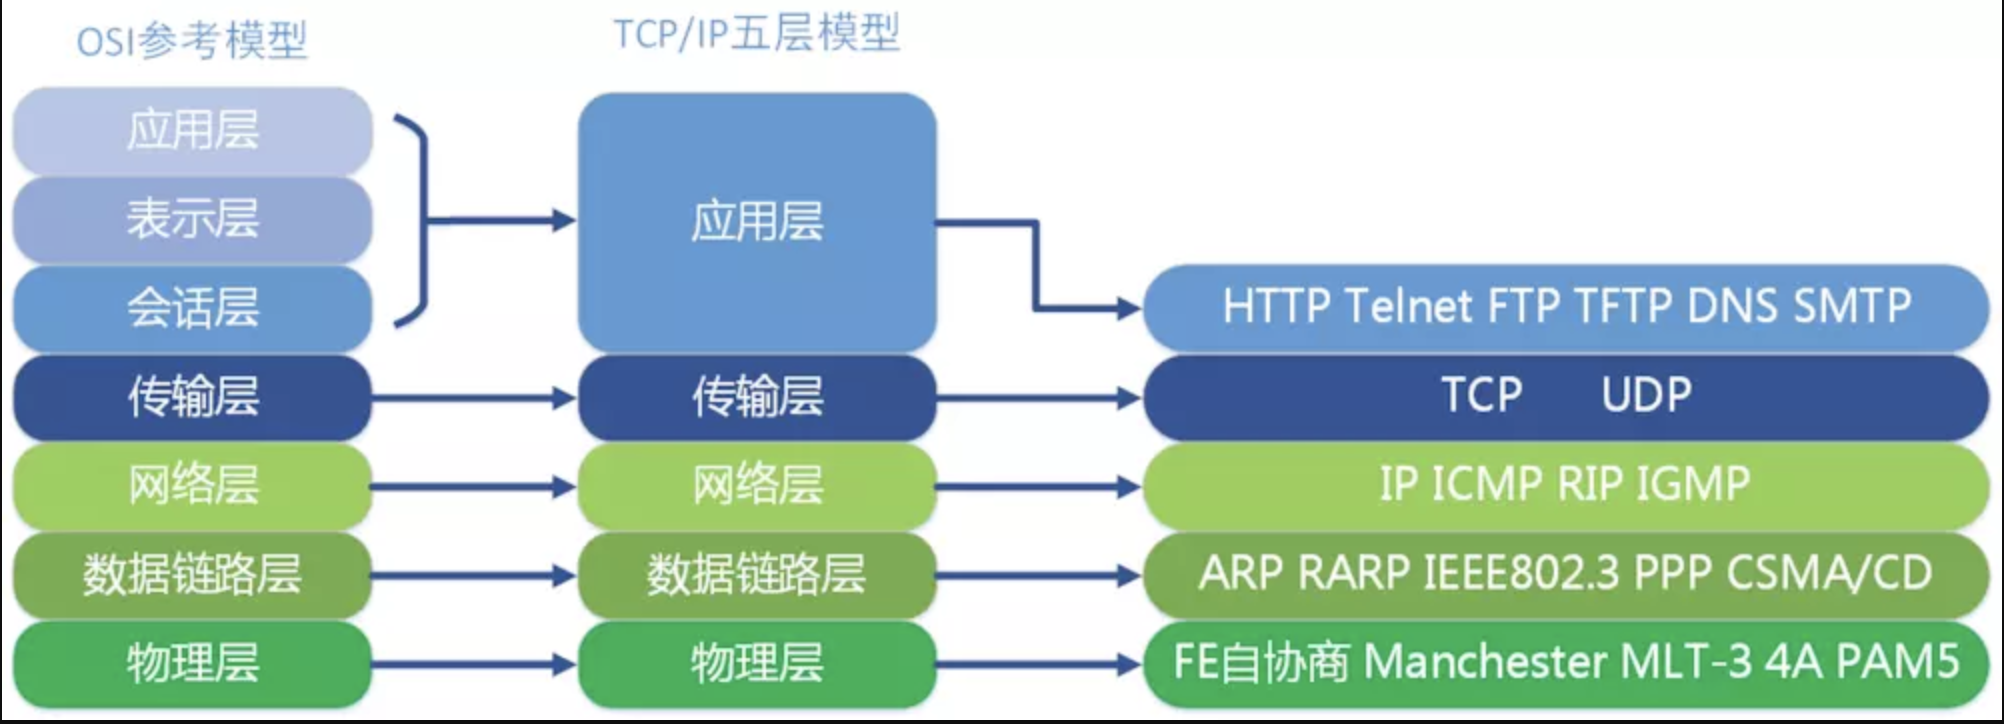 OSI参考模型
TCP/IP五层模型
应用层
表示层
会话层
传输层
网络层
数据链路层
物理层
应用层
传输层
网络层
数据链路层
物理层
HTTP Telnet FTP TFTP DNS SMTP
TCP UDP
IP ICMP RIP IGMP
ARP RARP IEEE802.3 PPP CSMA/CD
FE自协商 Manchester MLT-3 4A PAM5